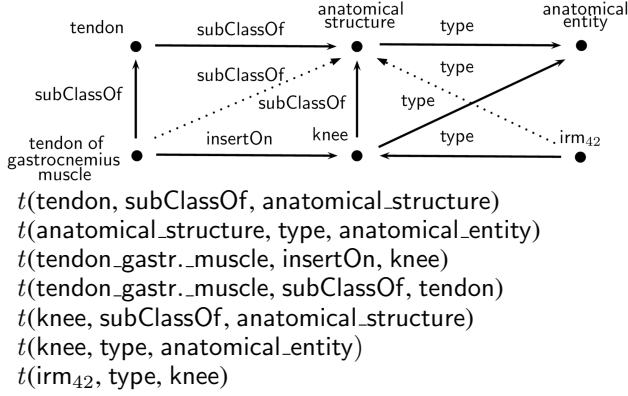 anatomical
structure
anatomical
entity
tendon
subClassOf
type
subClassOf
type
subClassOf
subClassOf
type
tendon of
gastrocnemius
muscle
insertOn
knee
type
irm₄₂
t(tendon, subClassOf, anatomical_structure)
t(anatomical_structure, type, anatomical_entity)
t(tendon_gastr._muscle, insertOn, knee)
t(tendon_gastr._muscle, subClassOf, tendon)
t(knee, subClassOf, anatomical_structure)
t(knee, type, anatomical_entity)
t(irm₄₂, type, knee)